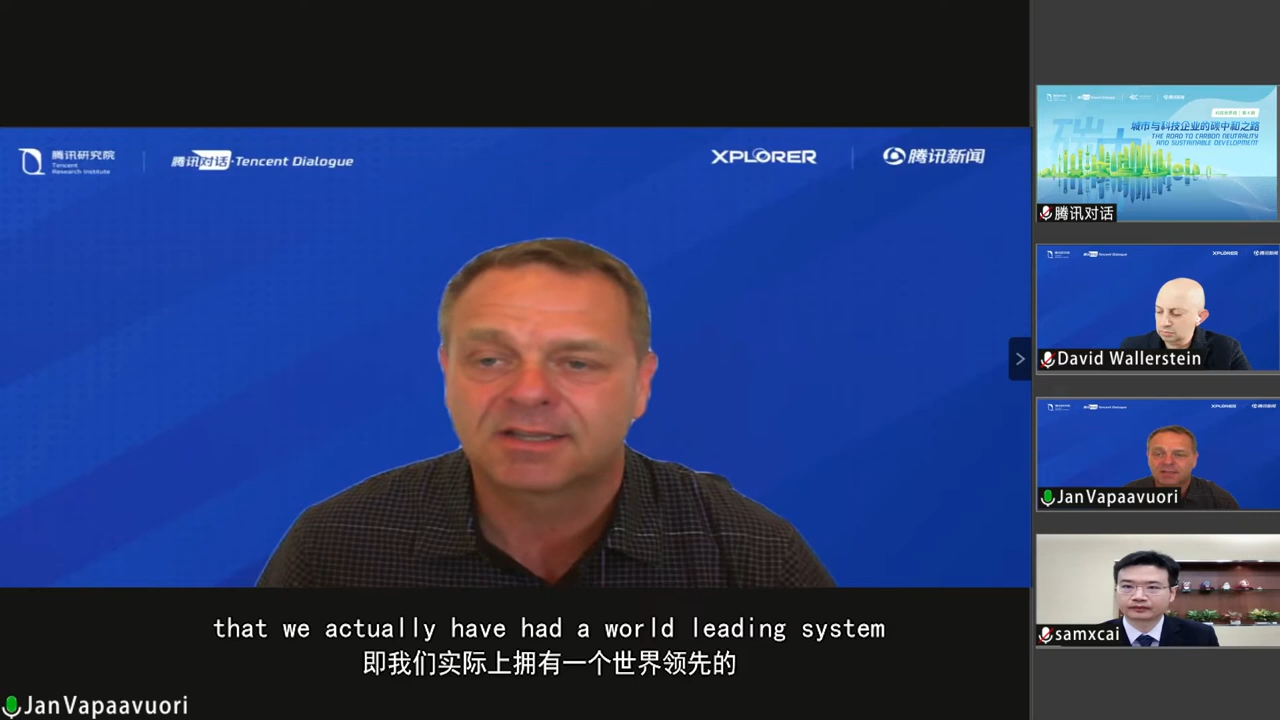 腾讯研究院
Tencent
Research Institute
腾讯对话·Tencent Dialogue
XPLORER
腾讯新闻
that we actually have had a world leading system
即我们实际上拥有一个世界领先的
JanVapaavuori
城市与科技企业的碳中和之路
THE ROAD TO CARBON NEUTRALITY
AND SUSTAINABLE DEVELOPMENT
腾讯对话
XPLORER
David Wallerstein
XPLORER
JanVapaavuori
samxcai